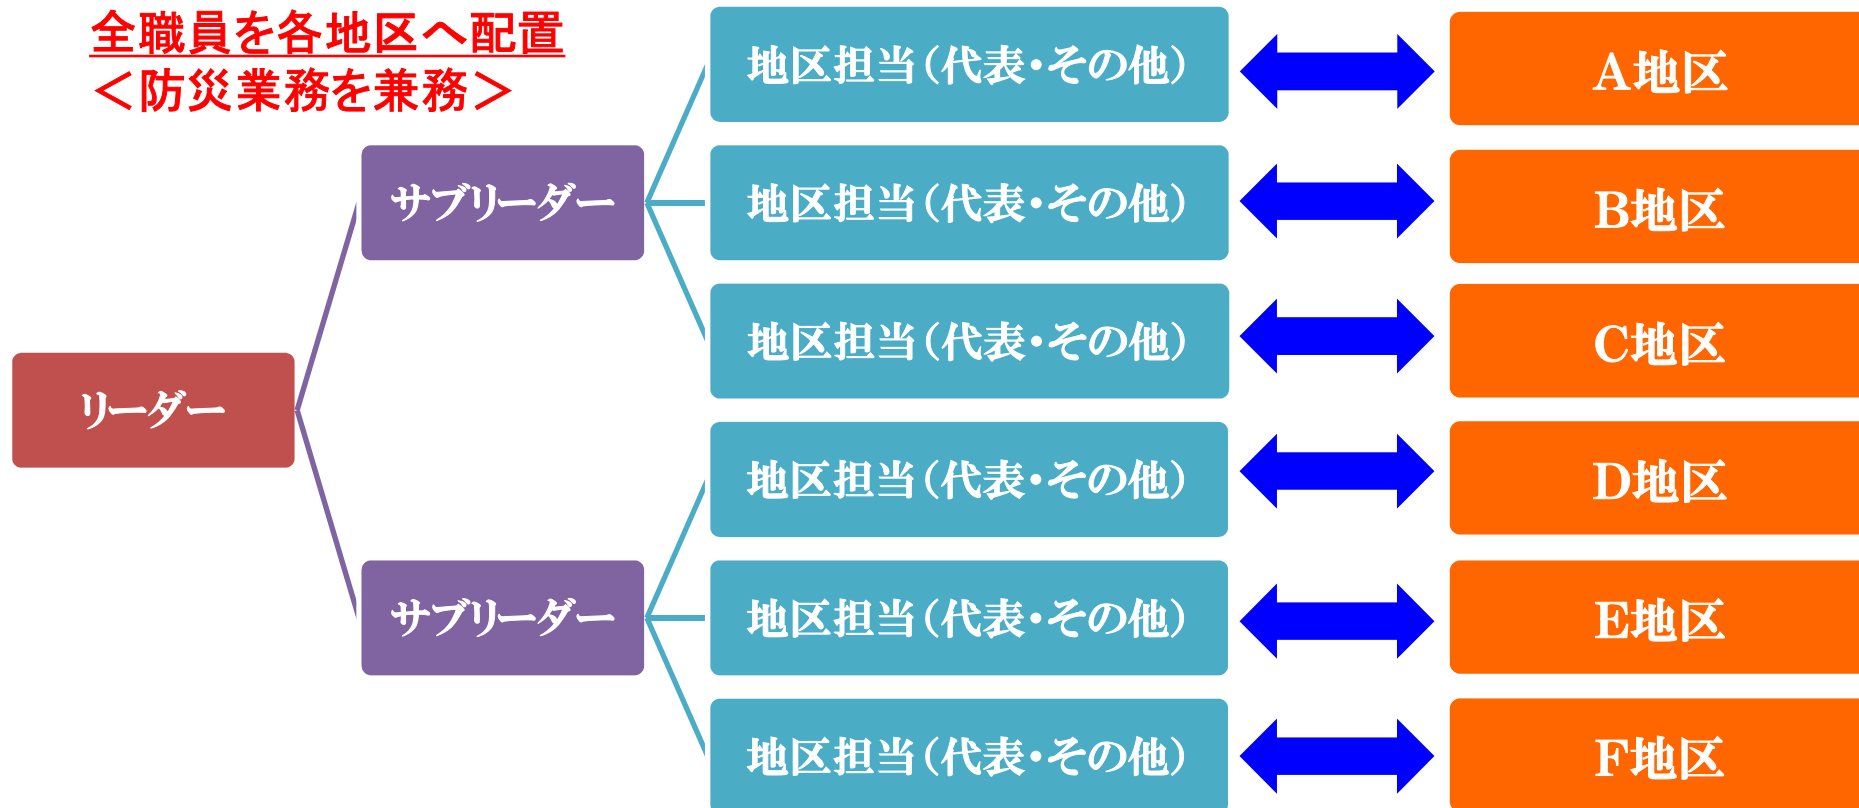 全職員を各地区へ配置
＜防災業務を兼務＞
リーダー
サブリーダー
サブリーダー
地区担当（代表・その他）
A地区
地区担当（代表・その他）
B地区
地区担当（代表・その他）
C地区
地区担当（代表・その他）
D地区
地区担当（代表・その他）
E地区
地区担当（代表・その他）
F地区